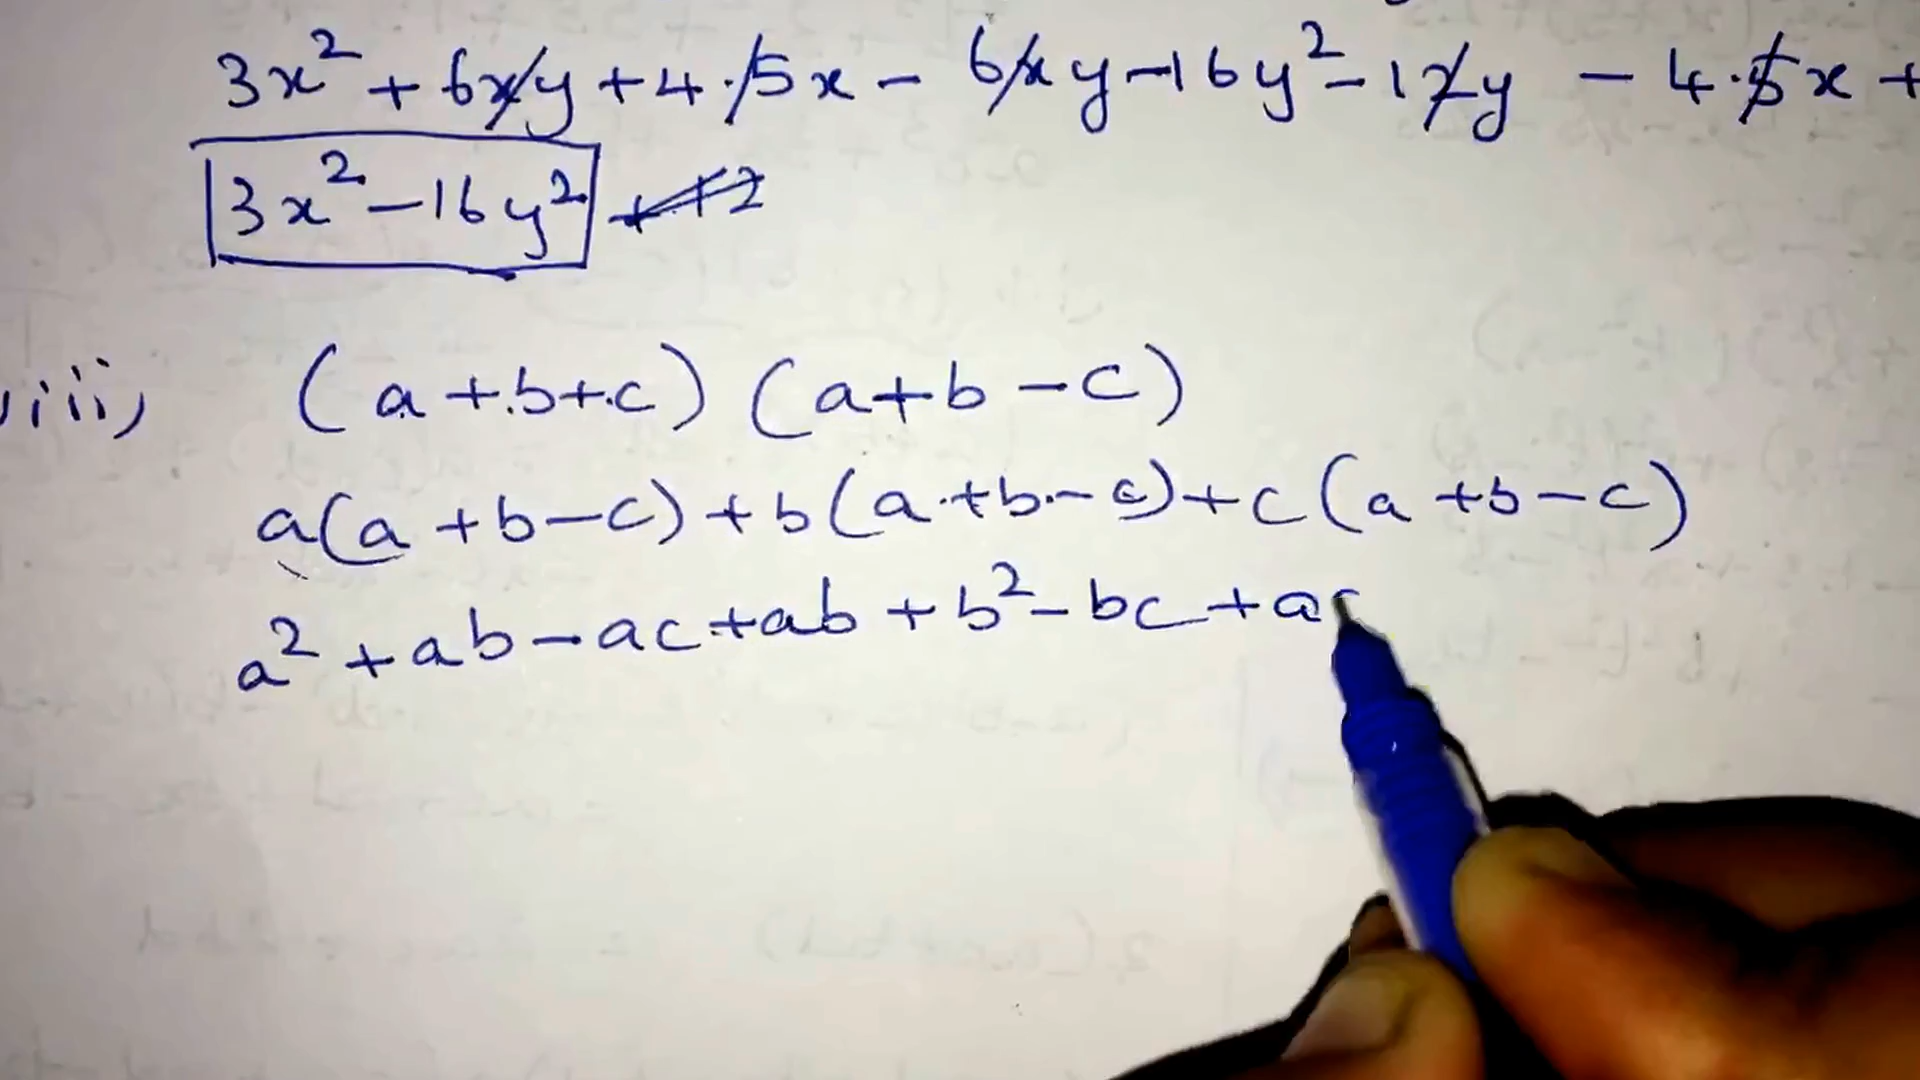 3x² + 6xy + 4.5x - 6xy - 16y² - 12y - 4.5x +
3x² - 16y² + 12
viii) (a+b+c) (a+b-c)
a(a+b-c)+b(a+b-c)+c(a+b-c)
a²+ab-ac+ab+b²-bc+ac